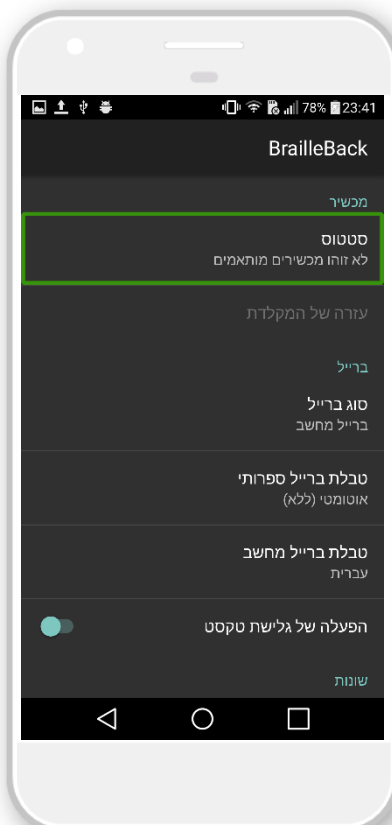 78% 23:41
BrailleBack
מכשיר
סטטוס
לא זוהו מכשירים מותאמים
עזרה של המקלדת
ברייל
סוג ברייל
ברייל מחשב
טבלת ברייל ספרותי
אוטומטי (ללא)
טבלת ברייל מחשב
עברית
הפעלה של גלישת טקסט
שונות